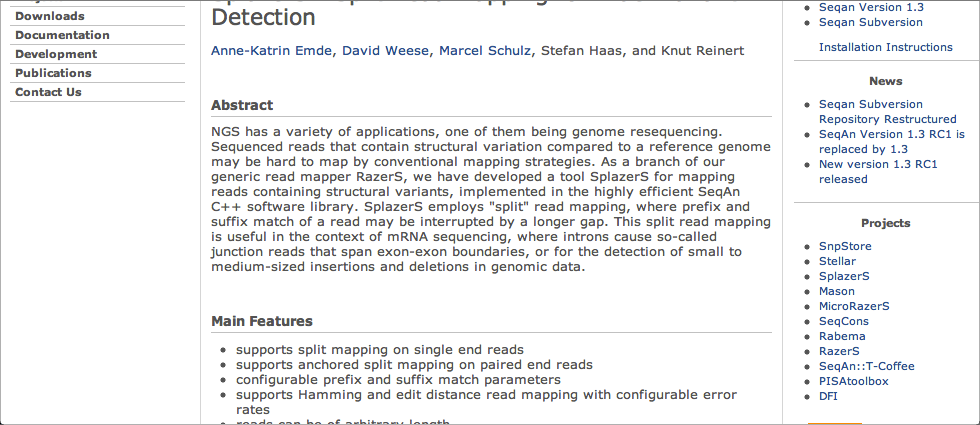 Downloads
Documentation
Development
Publications
Contact Us
Detection
Anne-Katrin Emde, David Weese, Marcel Schulz, Stefan Haas, and Knut Reinert
Abstract
NGS has a variety of applications, one of them being genome resequencing.
Sequenced reads that contain structural variation compared to a reference genome
may be hard to map by conventional mapping strategies. As a branch of our
generic read mapper RazerS, we have developed a tool SplazerS for mapping
reads containing structural variants, implemented in the highly efficient SeqAn
C++ software library. SplazerS employs "split" read mapping, where prefix and
suffix match of a read may be interrupted by a longer gap. This split read mapping
is useful in the context of mRNA sequencing, where introns cause so-called
junction reads that span exon-exon boundaries, or for the detection of small to
medium-sized insertions and deletions in genomic data.
Main Features
supports split mapping on single end reads
supports anchored split mapping on paired end reads
configurable prefix and suffix match parameters
supports Hamming and edit distance read mapping with configurable error
rates
reads can be of arbitrary length
Seqan Version 1.3
Seqan Subversion
Installation Instructions
News
Seqan Subversion
Repository Restructured
SeqAn Version 1.3 RC1 is
replaced by 1.3
New version 1.3 RC1
released
Projects
SnpStore
Stellar
SplazerS
Mason
MicroRazerS
SeqCons
Rabema
RazerS
SeqAn::T-Coffee
PISAtoolbox
DFI